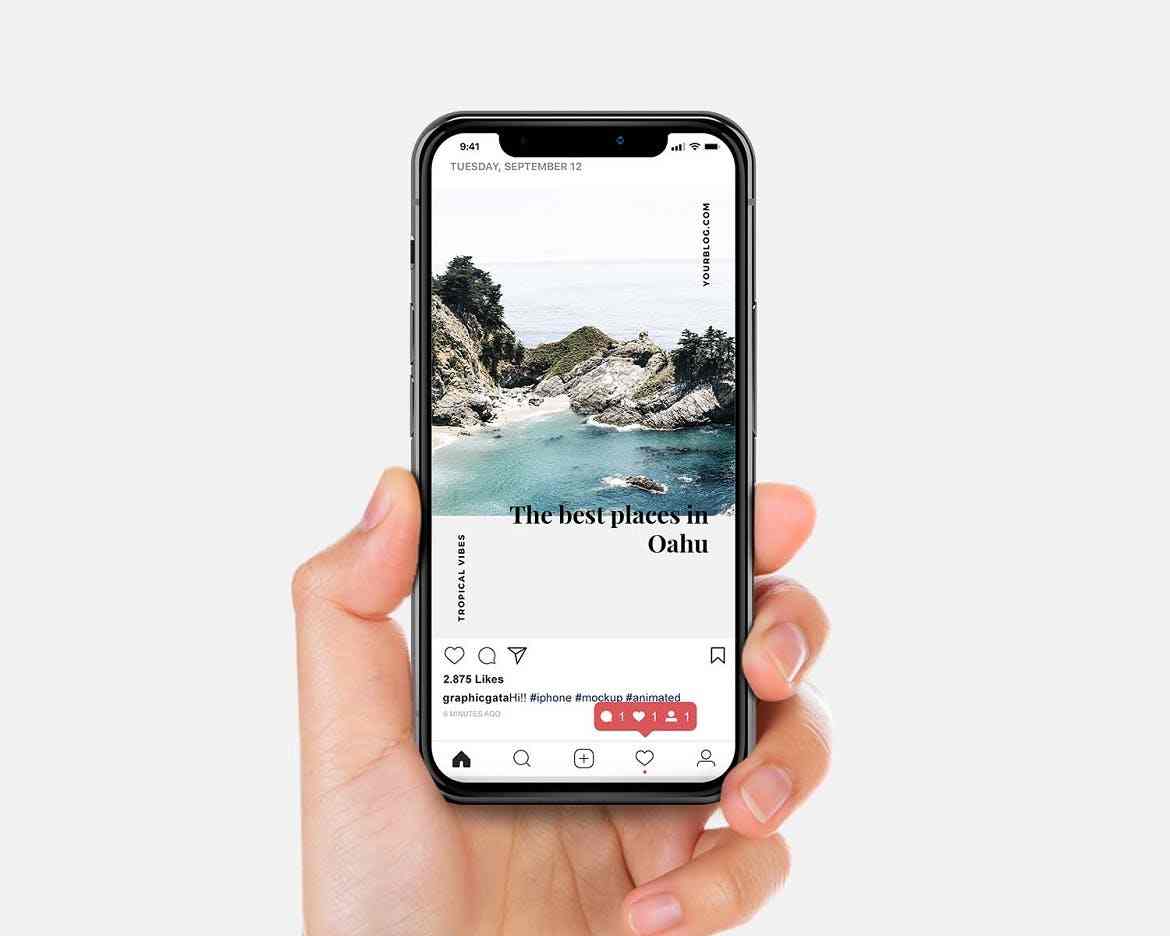 9:41
TUESDAY, SEPTEMBER 12
YOURBLOG.COM
The best places in
Oahu
TROPICAL VIBES
2.875 Likes
graphicgataHi!! #iphone #mockup #animated
6 MINUTES AGO
1 1 1